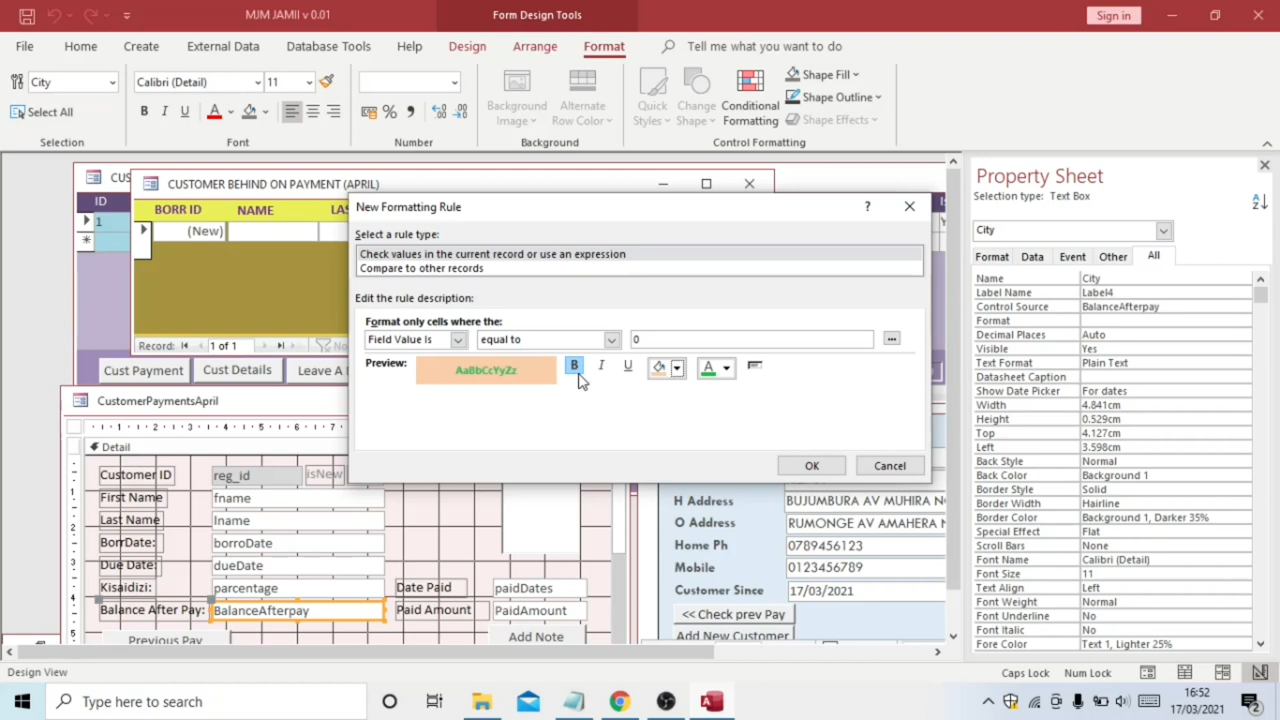 MJM JAMII v 0.01
Form Design Tools
Sign in
File Home Create External Data Database Tools Help Design Arrange Format Tell me what you want to do
City
Calibri (Detail) 11
Shape Fill
Select All
B I U A
Background Image
Alternate Row Color
Quick Styles
Change Shape
Conditional Formatting
Shape Outline
Shape Effects
Selection Font Number Background Control Formatting
CUSTOMER BEHIND ON PAYMENT (APRIL)
ID
BORR ID NAME
1
(New)
Record: 1 of 1
Cust Payment Cust Details
New Formatting Rule
Select a rule type:
Check values in the current record or use an expression
Compare to other records
Edit the rule description:
Format only cells where the:
Field Value Is equal to 0
Preview: AaBbCcYyZz B I U A
OK Cancel
CustomerPaymentsApril
Detail
Customer ID reg_id isNew
First Name fname
Last Name lname
BorrDate: borroDate
Due Date: dueDate
Kisaidizi: parcentage Date Paid paidDates
Balance After Pay: BalanceAfterpay Paid Amount PaidAmount
Previous Pay Add Note
H Address BUJUMBURA AV MUHIRA
O Address RUMONGE AV AMAHERA
Home Ph 0789456123
Mobile 0123456789
Customer Since 17/03/2021
<< Check prev Pay
Add New Customer
Property Sheet
Selection type: Text Box
City
Format Data Event Other All
Name City
Label Name Label4
Control Source BalanceAfterpay
Format
Decimal Places Auto
Visible Yes
Text Format Plain Text
Datasheet Caption
Show Date Picker For dates
Width 4.841cm
Height 0.529cm
Top 4.127cm
Left 3.598cm
Back Style Normal
Back Color Background 1
Border Style Solid
Border Width Hairline
Border Color Background 1, Darker 35%
Special Effect Flat
Scroll Bars None
Font Name Calibri (Detail)
Font Size 11
Text Align Left
Font Weight Normal
Font Underline No
Font Italic No
Fore Color Text 1, Lighter 25%
Design View
Caps Lock Num Lock
Type here to search
16:52
17/03/2021
2